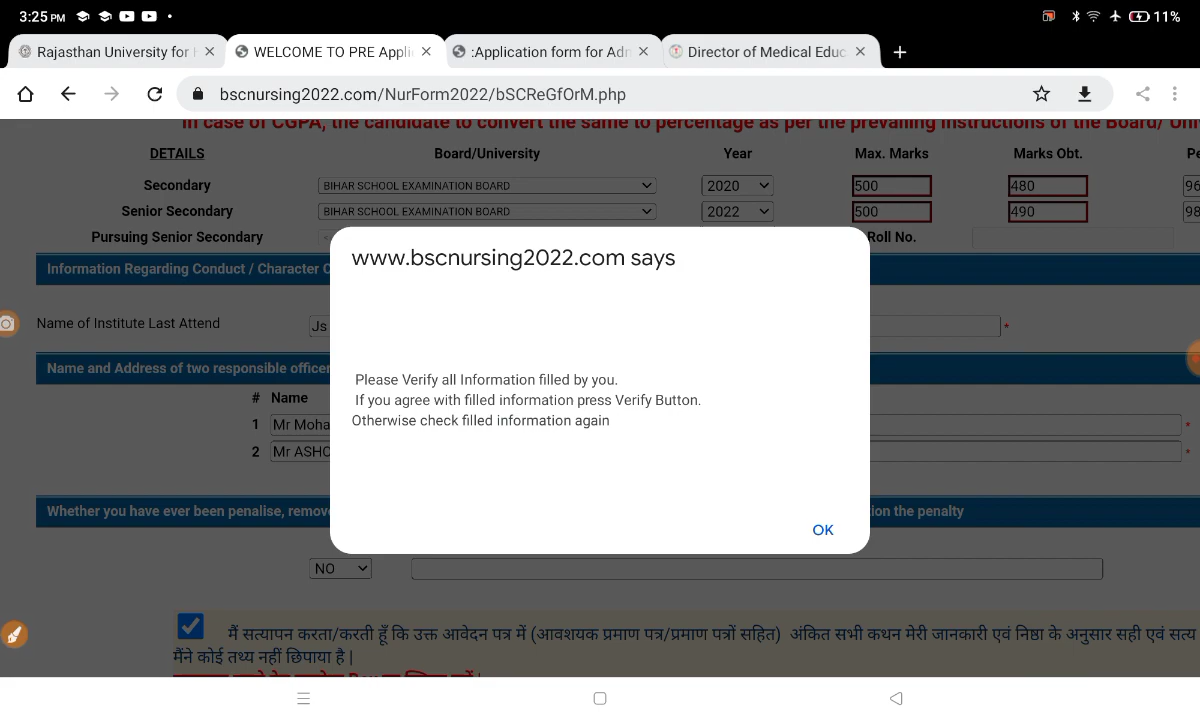 3:25 PM
11%
Rajasthan University for
WELCOME TO PRE Appli
:Application form for Adm
Director of Medical Educ
bscnursing2022.com/NurForm2022/bSCReGfOrM.php
In case of CGPA, the candidate to convert the same to percentage as per the prevailing instructions of the Board/ Uni
DETAILS Board/University Year Max. Marks Marks Obt. Pe
Secondary BIHAR SCHOOL EXAMINATION BOARD 2020 500 480 96
Senior Secondary BIHAR SCHOOL EXAMINATION BOARD 2022 500 490 98
Pursuing Senior Secondary Roll No.
Information Regarding Conduct / Character C
Name of Institute Last Attend Js *
Name and Address of two responsible officer
# Name
1 Mr Moha *
2 Mr ASHO *
Whether you have ever been penalise, remov ion the penalty
NO
www.bscnursing2022.com says
Please Verify all Information filled by you.
If you agree with filled information press Verify Button.
Otherwise check filled information again
OK
मैं सत्यापन करता/करती हूँ कि उक्त आवेदन पत्र में (आवशयक प्रमाण पत्र/प्रमाण पत्रों सहित) अंकित सभी कथन मेरी जानकारी एवं निष्ठा के अनुसार सही एवं सत्य
मैंने कोई तथ्य नहीं छिपाया है |